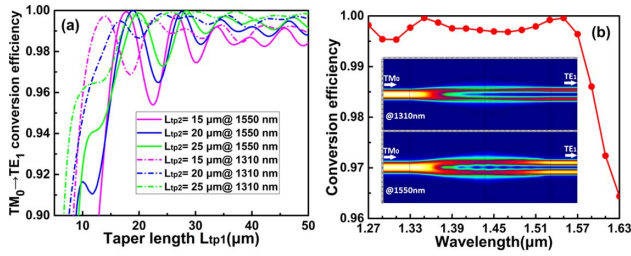 (a)
TM₀→TE₁ conversion efficiency
1.00
0.98
0.96
0.94
0.92
0.90
Ltp2= 15 μm@ 1550 nm
Ltp2= 20 μm@ 1550 nm
Ltp2= 25 μm@ 1550 nm
Ltp2= 15 μm@ 1310 nm
Ltp2= 20 μm@ 1310 nm
Ltp2= 25 μm@ 1310 nm
0 10 20 30 40 50
Taper length Ltp1(μm)
(b)
Conversion efficiency
1.00
0.99
0.98
0.97
0.96
TM₀ TE₁
@1310nm
TM₀ TE₁
@1550nm
1.27 1.33 1.39 1.45 1.51 1.57 1.63
Wavelength(μm)